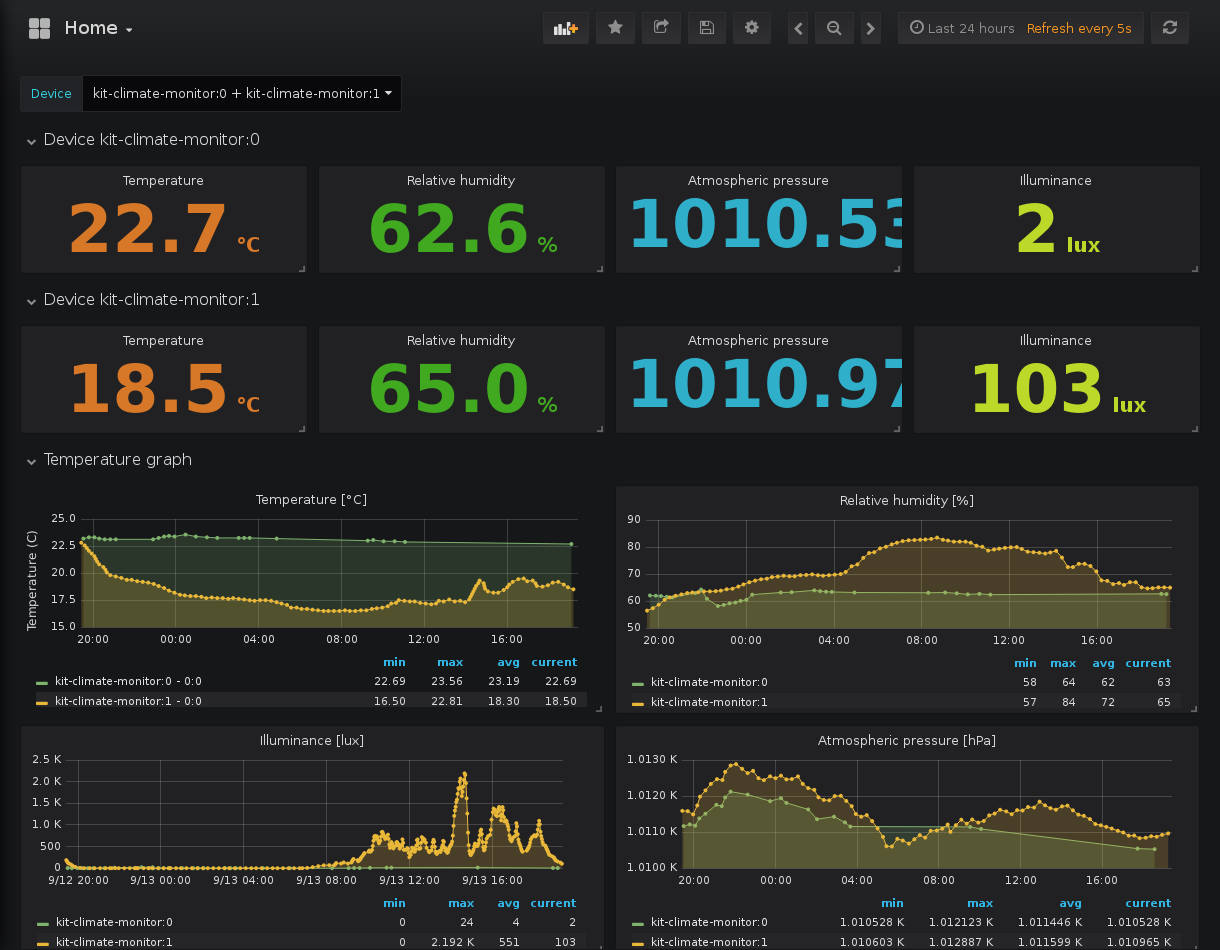 Home
Last 24 hours Refresh every 5s
Device kit-climate-monitor:0 + kit-climate-monitor:1
Device kit-climate-monitor:0
Temperature Relative humidity Atmospheric pressure Illuminance
22.7 °C 62.6 % 1010.53 2 lux
Device kit-climate-monitor:1
Temperature Relative humidity Atmospheric pressure Illuminance
18.5 °C 65.0 % 1010.97 103 lux
Temperature graph
Temperature [°C]
Temperature (C)
25.0
22.5
20.0
17.5
15.0
20:00 00:00 04:00 08:00 12:00 16:00
min max avg current
kit-climate-monitor:0 - 0:0 22.69 23.56 23.19 22.69
kit-climate-monitor:1 - 0:0 16.50 22.81 18.30 18.50
Relative humidity [%]
90
80
70
60
50
20:00 00:00 04:00 08:00 12:00 16:00
min max avg current
kit-climate-monitor:0 58 64 62 63
kit-climate-monitor:1 57 84 72 65
Illuminance [lux]
2.5 K
2.0 K
1.5 K
1.0 K
500
0
9/12 20:00 9/13 00:00 9/13 04:00 9/13 08:00 9/13 12:00 9/13 16:00
min max avg current
kit-climate-monitor:0 0 24 4 2
kit-climate-monitor:1 0 2.192 K 551 103
Atmospheric pressure [hPa]
1.0130 K
1.0120 K
1.0110 K
1.0100 K
20:00 00:00 04:00 08:00 12:00 16:00
min max avg current
kit-climate-monitor:0 1.010528 K 1.012123 K 1.011446 K 1.010528 K
kit-climate-monitor:1 1.010603 K 1.012887 K 1.011599 K 1.010965 K